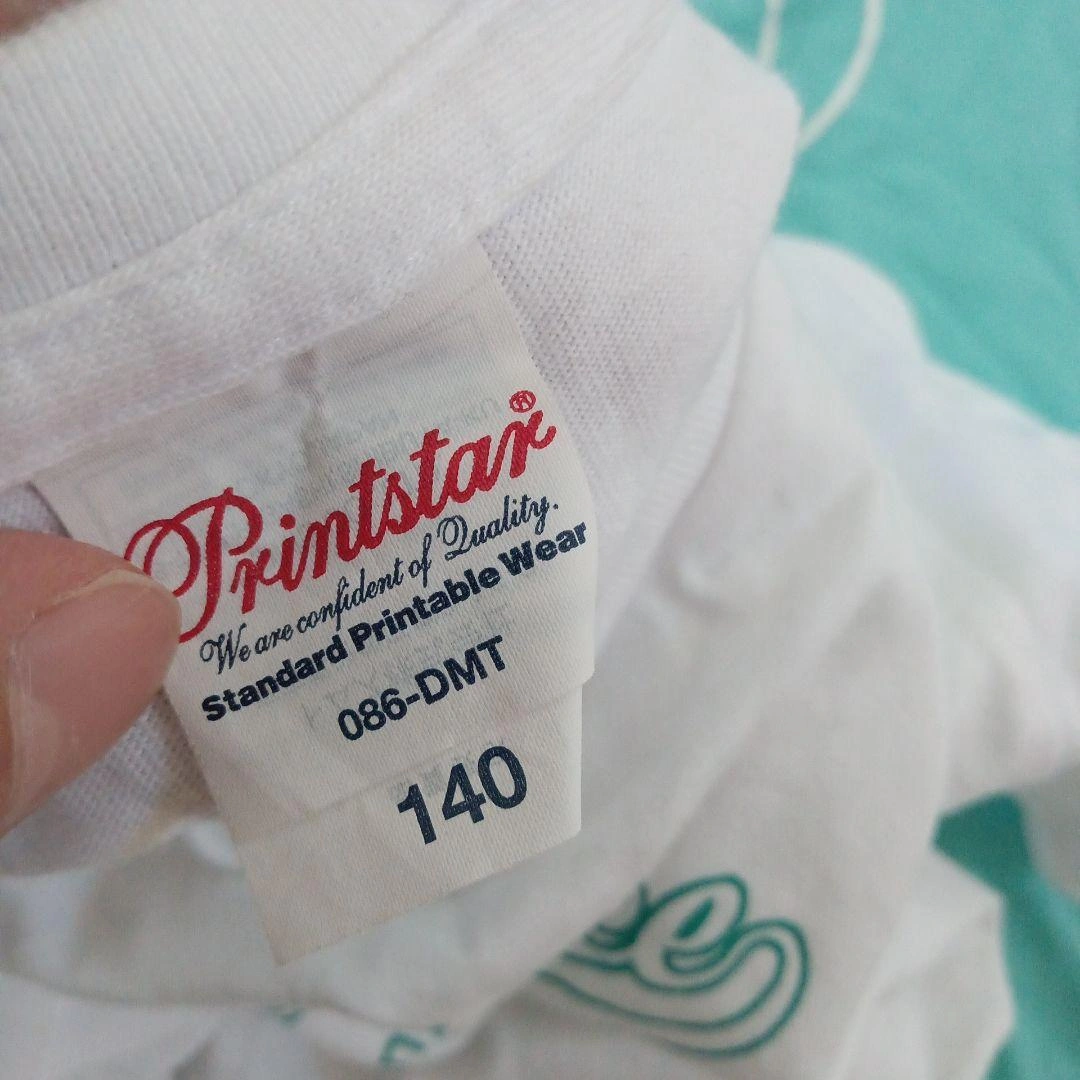 Printstar®
We are confident of Quality.
Standard Printable Wear
086-DMT
140